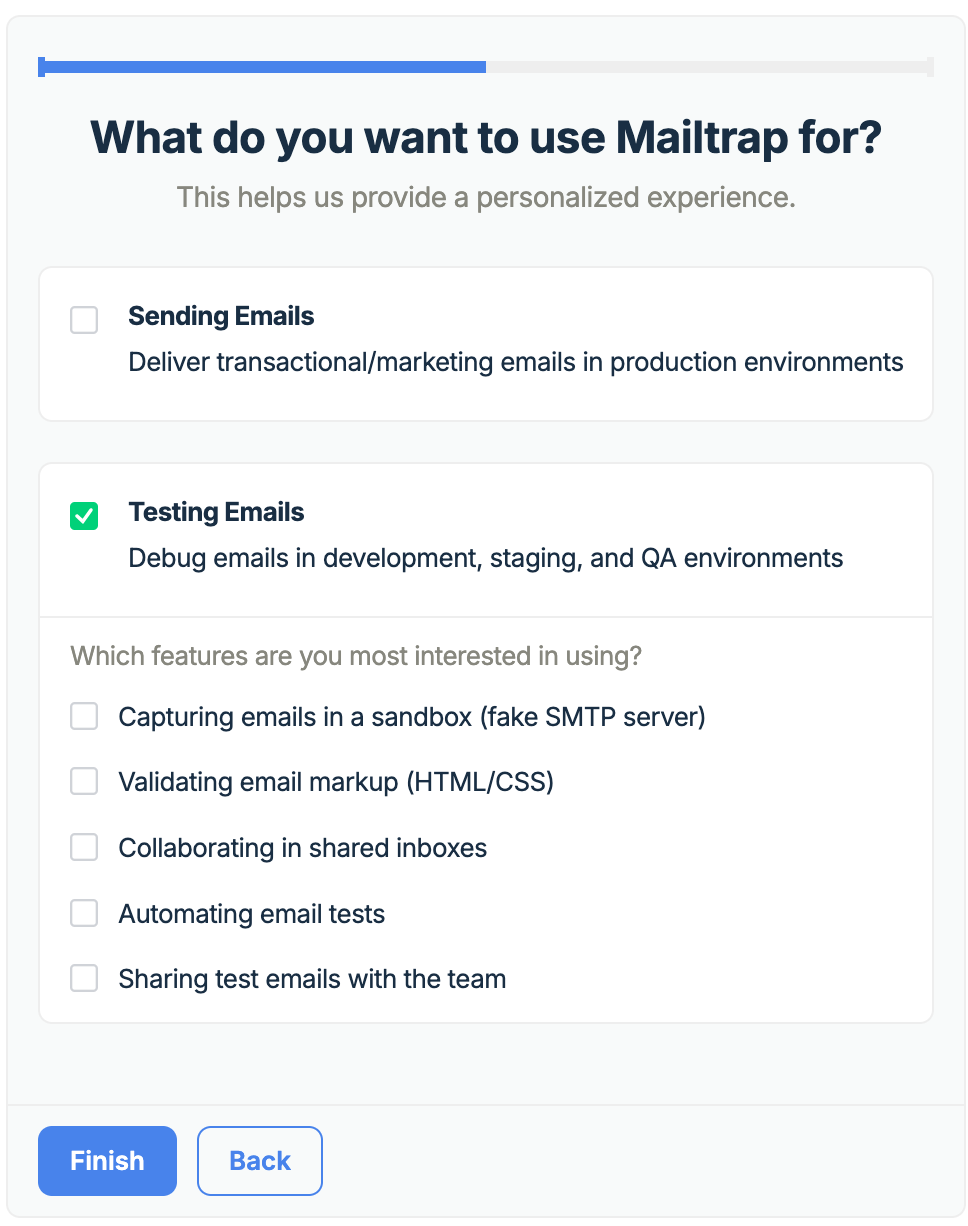 What do you want to use Mailtrap for?
This helps us provide a personalized experience.
Sending Emails
Deliver transactional/marketing emails in production environments
Testing Emails
Debug emails in development, staging, and QA environments
Which features are you most interested in using?
Capturing emails in a sandbox (fake SMTP server)
Validating email markup (HTML/CSS)
Collaborating in shared inboxes
Automating email tests
Sharing test emails with the team
Finish
Back